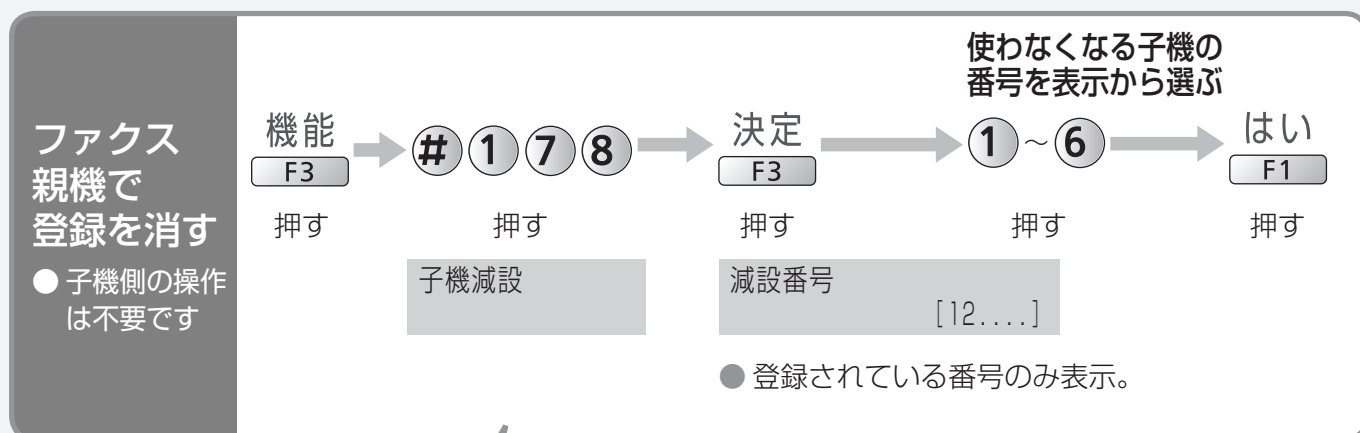 ファクス
親機で
登録を消す
● 子機側の操作
は不要です
機能
F3
押す
#178
押す
子機減設
決定
F3
押す
減設番号
[12....]
使わなくなる子機の
番号を表示から選ぶ
1~6
押す
はい
F1
押す
● 登録されている番号のみ表示。